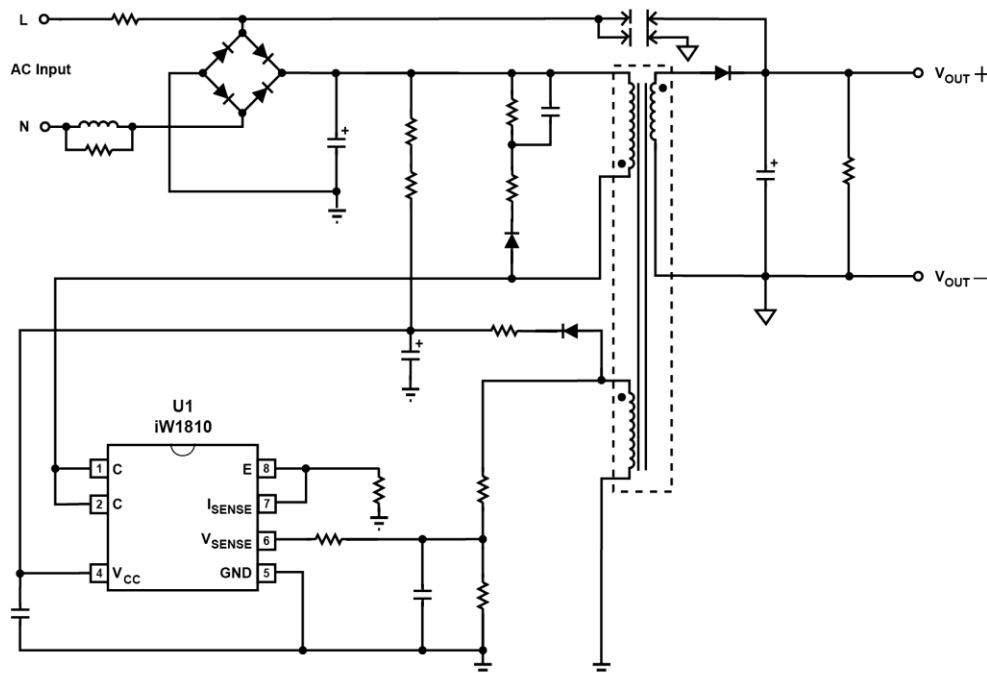 L
AC Input
N
V_OUT +
V_OUT —
+
+
+
U1
iW1810
1 C
E 8
2 C
I_SENSE 7
V_SENSE 6
4 V_CC
GND 5